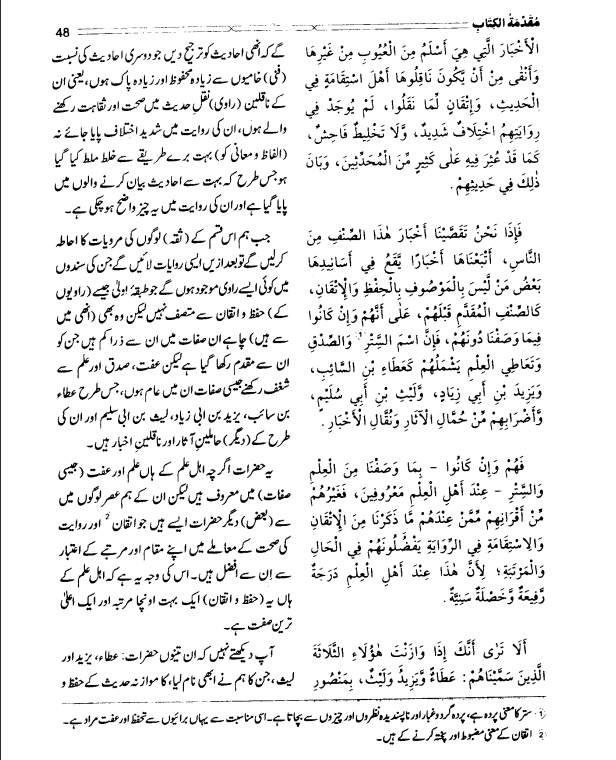 مُقَدِّمَةُ الكِتَاب
48
الْأَخْبَارَ الَّتِي هِيَ أَسْلَمُ مِنَ الْعُيُوبِ مِنْ غَيْرِهَا
وَأَنْقٰى مِنْ أَنْ يَّكُونَ نَاقِلُوهَا أَهْلَ اسْتِقَامَةٍ فِي
الْحَدِيثِ، وَإِتْقَانٍ لِّمَا نَقَلُوا، لَمْ يُوجَدْ فِي
رِوَايَتِهِمُ اخْتِلَافٌ شَدِيدٌ، وَّلَا تَخْلِيطٌ فَاحِشٌ،
كَمَا قَدْ عُثِرَ فِيهِ عَلٰى كَثِيرٍ مِّنَ الْمُحَدِّثِينَ، وَبَانَ
ذٰلِكَ فِي حَدِيثِهِمْ.
فَإِذَا نَحْنُ تَقَصَّيْنَا أَخْبَارَ هٰذَا الصِّنْفِ مِنَ
النَّاسِ، أَتْبَعْنَاهَا أَخْبَارًا يَّقَعُ فِي أَسَانِيدِهَا
بَعْضُ مَنْ لَّيْسَ بِالْمَوْصُوفِ بِالْحِفْظِ وَالْإِتْقَانِ،
كَالصِّنْفِ الْمُقَدَّمِ قَبْلَهُمْ، عَلٰى أَنَّهُمْ وَإِنْ كَانُوا
فِيمَا وَصَفْنَا دُونَهُمْ، فَإِنَّ اسْمَ السِّتْرِ① وَالصِّدْقِ
وَتَعَاطِي الْعِلْمِ يَشْمَلُهُمْ كَعَطَاءِ بْنِ السَّائِبِ،
وَيَزِيدَ بْنِ أَبِي زِيَادٍ، وَلَيْثِ بْنِ أَبِي سُلَيْمٍ،
وَّأَضْرَابِهِمْ مِّنْ حُمَّالِ الْآثَارِ وَنُقَّالِ الْأَخْبَارِ.
فَهُمْ وَإِنْ كَانُوا - بِمَا وَصَفْنَا مِنَ الْعِلْمِ
وَالسِّتْرِ - عِنْدَ أَهْلِ الْعِلْمِ مَعْرُوفِينَ، فَغَيْرُهُمْ
مِّنْ أَقْرَانِهِمْ مِّمَّنْ عِنْدَهُمْ مَّا ذَكَرْنَا مِنَ الْإِتْقَانِ
وَالِاسْتِقَامَةِ فِي الرِّوَايَةِ يَفْضُلُونَهُمْ فِي الْحَالِ
وَالْمَرْتَبَةِ؛ لِأَنَّ هٰذَا عِنْدَ أَهْلِ الْعِلْمِ دَرَجَةٌ
رَّفِيعَةٌ وَّخَصْلَةٌ سَنِيَّةٌ.
أَلَا تَرٰى أَنَّكَ إِذَا وَازَنْتَ هٰؤُلَاءِ الثَّلَاثَةَ
الَّذِينَ سَمَّيْنَاهُمْ: عَطَاءً وَّيَزِيدَ وَلَيْثًا، بِمَنْصُورِ
گے کہ انھی احادیث کو ترجیح دیں جو دوسری احادیث کی نسبت
(فنی) خامیوں سے زیادہ محفوظ اور زیادہ پاک ہوں، یعنی ان
کے ناقلین (راوی) نقلِ حدیث میں صحت اور ثقاہت رکھنے
والے ہوں، ان کی روایت میں شدید اختلاف پایا جائے نہ
(الفاظ و معانی کو) بہت برے طریقے سے خلط ملط کیا گیا
ہو جس طرح کہ بہت سے احادیث بیان کرنے والوں میں
پایا گیا ہے اور ان کی روایت میں یہ چیز واضح ہو چکی ہے۔
جب ہم اس قسم کے (ثقہ) لوگوں کی مرویات کا احاطہ
کر لیں گے تو بعد ازیں ایسی روایات لائیں گے جن کی سندوں
میں کوئی ایسے راوی موجود ہوں گے جو طبقۂ اولیٰ جیسے (راویوں
کے) حفظ و اتقان سے متصف نہیں لیکن وہ بھی (انھی میں
سے ہیں) چاہے ان صفات میں ان سے ذرا کم ہیں جن کو
ان سے مقدم رکھا گیا ہے لیکن عفت، صدق اور علم سے
شغف رکھنے جیسی صفات ان میں عام ہوں، جس طرح عطاء
بن سائب، یزید بن ابی زیاد، لیث بن ابی سلیم اور ان کی
طرح کے (دیگر) حاملینِ آثار اور ناقلینِ اخبار ہیں۔
یہ حضرات اگرچہ اہل علم کے ہاں علم اور عفت (جیسی
صفات) میں معروف ہیں لیکن ان کے ہم عصر لوگوں میں
سے (بعض) دیگر حضرات ایسے ہیں جو اتقان② اور روایت
کی صحت کے معاملے میں اپنے مقام اور مرتبے کے اعتبار
سے اِن سے افضل ہیں۔ اس کی وجہ یہ ہے کہ اہل علم کے
ہاں یہ (حفظ و اتقان) ایک بہت اونچا مرتبہ اور ایک اعلیٰ
ترین صفت ہے۔
آپ دیکھتے نہیں کہ ان تینوں حضرات: عطاء، یزید اور
لیث، جن کا ہم نے ابھی نام لیا، کا موازنہ حدیث کے حفظ و
① ستر کا معنی پردہ ہے، پردہ گرد و غبار اور ناپسندیدہ نظروں اور چیزوں سے بچاتا ہے۔ اسی مناسبت سے یہاں برائیوں سے تحفظ اور عفت مراد ہے۔
② اتقان کے معنی مضبوط اور پختہ کرنے کے ہیں۔